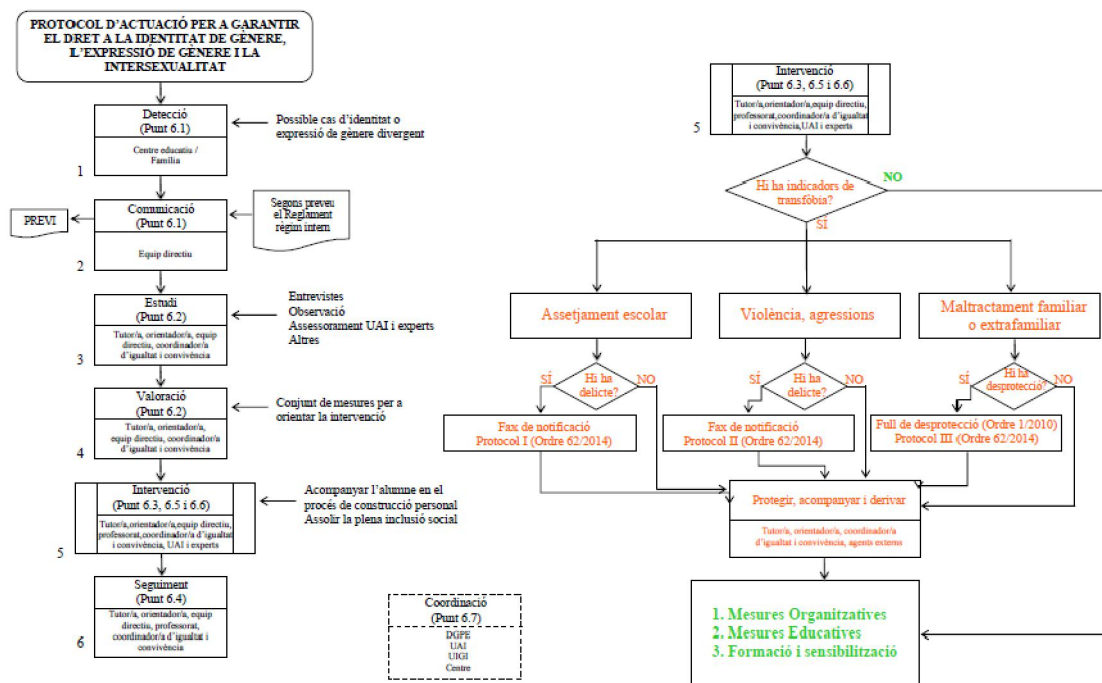 PROTOCOL D'ACTUACIÓ PER A GARANTIR
EL DRET A LA IDENTITAT DE GÈNERE,
L'EXPRESSIÓ DE GÈNERE I LA
INTERSEXUALITAT
Detecció
(Punt 6.1)
Centre educatiu /
Família
1
Possible cas d'identitat o
expressió de gènere divergent
Comunicació
(Punt 6.1)
Equip directiu
2
PREVI
Segons preveu
el Reglament
règim intern
Estudi
(Punt 6.2)
Tutor/a, orientador/a, equip
directiu, coordinador/a
d'igualtat i convivència
3
Entrevistes
Observació
Assessorament UAI i experts
Altres
Valoració
(Punt 6.2)
Tutor/a, orientador/a,
equip directiu, coordinador/a
d'igualtat i convivència
4
Conjunt de mesures per a
orientar la intervenció
Intervenció
(Punt 6.3, 6.5 i 6.6)
Tutor/a,orientador/a,equip directiu,
professorat,coordinador/a d'igualtat
i convivència, UAI i experts
5
Acompanyar l'alumne en el
procés de construcció personal
Assolir la plena inclusió social
Seguiment
(Punt 6.4)
Tutor/a, orientador/a, equip
directiu, professorat,
coordinador/a d'igualtat i
convivència
6
Coordinació
(Punt 6.7)
DGPE
UAI
UIGI
Centre
Intervenció
(Punt 6.3, 6.5 i 6.6)
Tutor/a,orientador/a,equip directiu,
professorat,coordinador/a d'igualtat
i convivència,UAI i experts
5
Hi ha indicadors de
transfòbia?
NO
SÍ
Assetjament escolar
Violència, agressions
Maltractament familiar
o extrafamiliar
SÍ
Hi ha
delicte?
NO
SÍ
Hi ha
delicte?
NO
SÍ
Hi ha
desprotecció?
NO
Fax de notificació
Protocol I (Ordre 62/2014)
Fax de notificació
Protocol II (Ordre 62/2014)
Full de desprotecció (Ordre 1/2010)
Protocol III (Ordre 62/2014)
Protegir, acompanyar i derivar
Tutor/a, orientador/a, coordinador/a
d'igualtat i convivència, agents externs
1. Mesures Organitzatives
2. Mesures Educatives
3. Formació i sensibilització